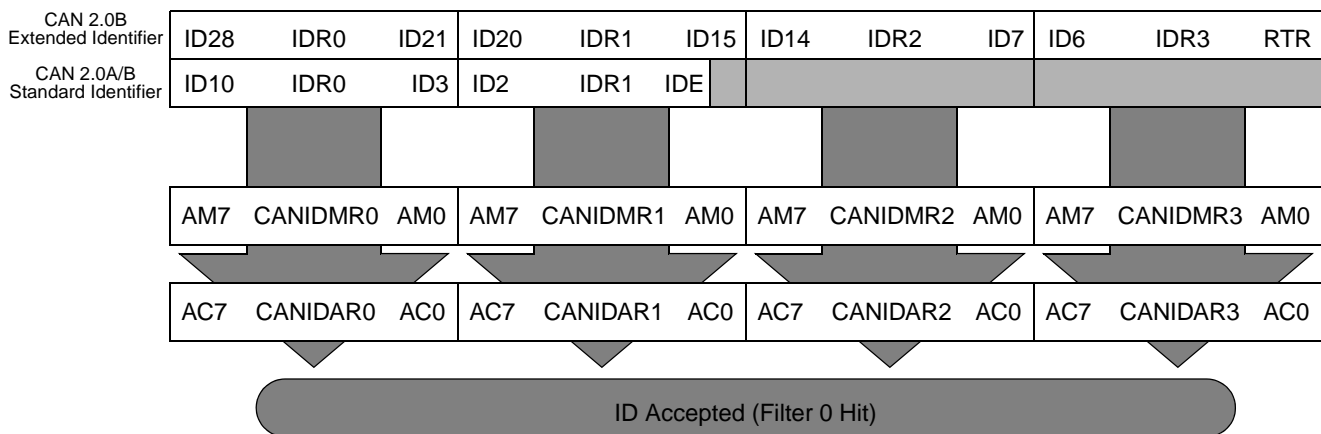 CAN 2.0B
Extended Identifier
ID28 IDR0 ID21 ID20 IDR1 ID15 ID14 IDR2 ID7 ID6 IDR3 RTR
CAN 2.0A/B
Standard Identifier
ID10 IDR0 ID3 ID2 IDR1 IDE
AM7 CANIDMR0 AM0 AM7 CANIDMR1 AM0 AM7 CANIDMR2 AM0 AM7 CANIDMR3 AM0
AC7 CANIDAR0 AC0 AC7 CANIDAR1 AC0 AC7 CANIDAR2 AC0 AC7 CANIDAR3 AC0
ID Accepted (Filter 0 Hit)